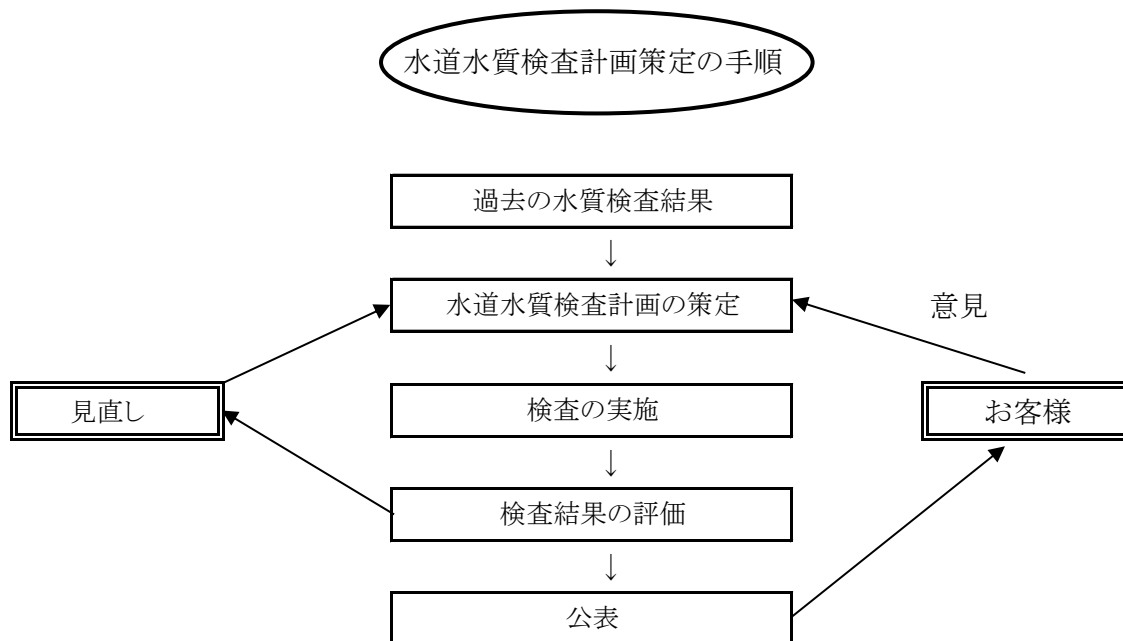 水道水質検査計画策定の手順
過去の水質検査結果
↓
水道水質検査計画の策定
意見
↓
見直し
検査の実施
お客様
↓
検査結果の評価
↓
公表